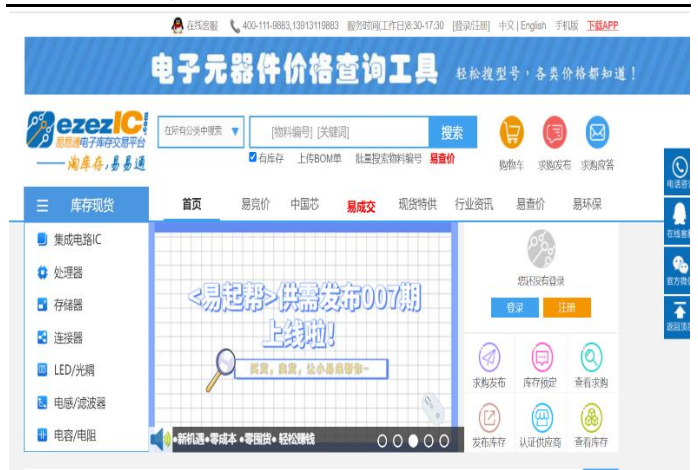 在线客服 400-111-9883,13913119883 服务时间(工作日)8:30-17:30 [登录/注册] 中文 | English 手机版 下载APP
电子元器件价格查询工具 轻松搜型号，各类价格都知道！
ezezIC
易易通电子库存交易平台
淘库存,易易通
在所有分类中搜索 [物料编号] [关键词] 搜索
有库存 上传BOM单 批量搜索物料编号 易查价
购物车 求购发布 求购应答
库存现货 首页 易竞价 中国芯 易成交 现货特供 行业资讯 易查价 易环保
集成电路IC
处理器
存储器
连接器
LED/光耦
电感/滤波器
电容/电阻
<易起帮>供需发布007期
上线啦!
买货，卖货，让小易来帮你~
•新机遇•零成本 •零囤货• 轻松赚钱
您还没有登录
登录 注册
求购发布 库存预定 查看求购
发布库存 认证供应商 查看库存
电话咨
在线客服
官方微信
返回顶